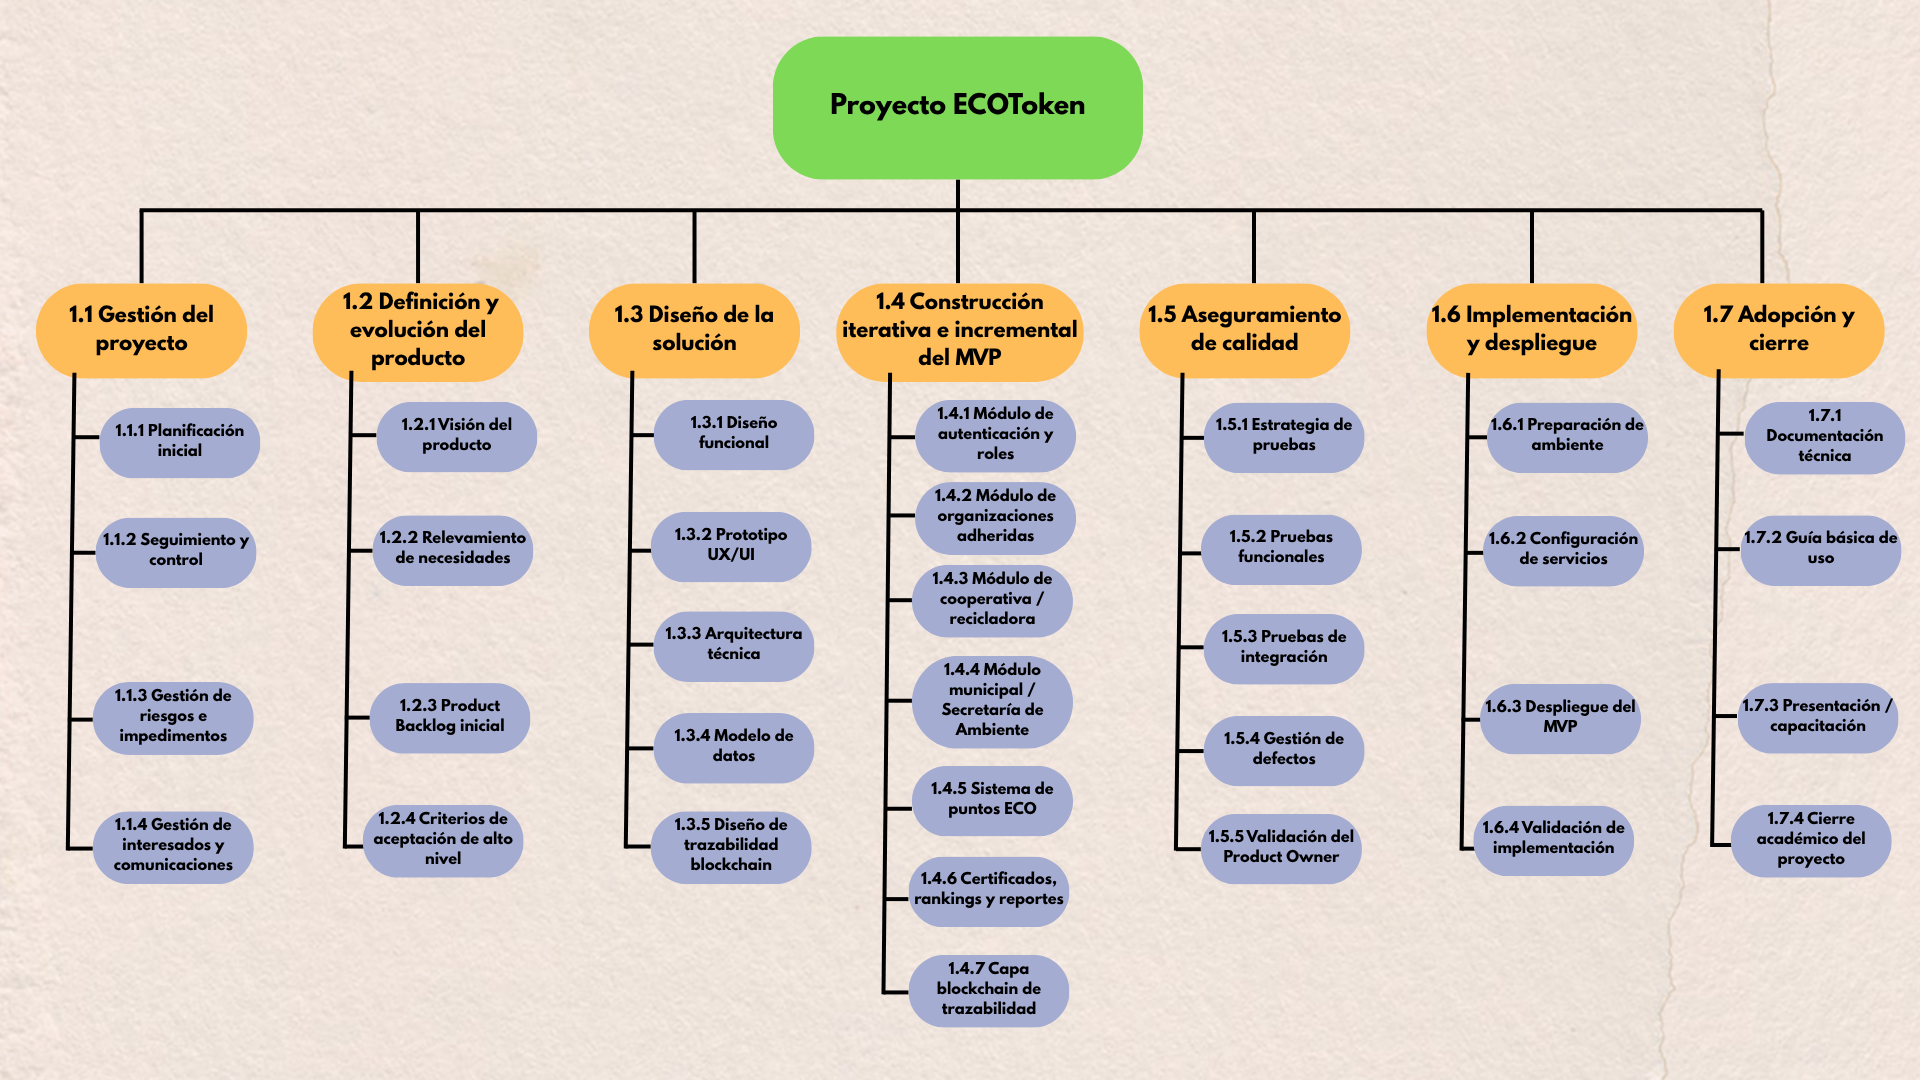 Proyecto ECOToken
1.1 Gestión del
proyecto
1.1.1 Planificación
inicial
1.1.2 Seguimiento y
control
1.1.3 Gestión de
riesgos e
impedimentos
1.1.4 Gestión de
interesados y
comunicaciones
1.2 Definición y
evolución del
producto
1.2.1 Visión del
producto
1.2.2 Relevamiento
de necesidades
1.2.3 Product
Backlog inicial
1.2.4 Criterios de
aceptación de alto
nivel
1.3 Diseño de la
solución
1.3.1 Diseño
funcional
1.3.2 Prototipo
UX/UI
1.3.3 Arquitectura
técnica
1.3.4 Modelo de
datos
1.3.5 Diseño de
trazabilidad
blockchain
1.4 Construcción
iterativa e incremental
del MVP
1.4.1 Módulo de
autenticación y
roles
1.4.2 Módulo de
organizaciones
adheridas
1.4.3 Módulo de
cooperativa /
recicladora
1.4.4 Módulo
municipal /
Secretaría de
Ambiente
1.4.5 Sistema de
puntos ECO
1.4.6 Certificados,
rankings y reportes
1.4.7 Capa
blockchain de
trazabilidad
1.5 Aseguramiento
de calidad
1.5.1 Estrategia de
pruebas
1.5.2 Pruebas
funcionales
1.5.3 Pruebas de
integración
1.5.4 Gestión de
defectos
1.5.5 Validación del
Product Owner
1.6 Implementación
y despliegue
1.6.1 Preparación de
ambiente
1.6.2 Configuración
de servicios
1.6.3 Despliegue del
MVP
1.6.4 Validación de
implementación
1.7 Adopción y
cierre
1.7.1
Documentación
técnica
1.7.2 Guía básica de
uso
1.7.3 Presentación /
capacitación
1.7.4 Cierre
académico del
proyecto